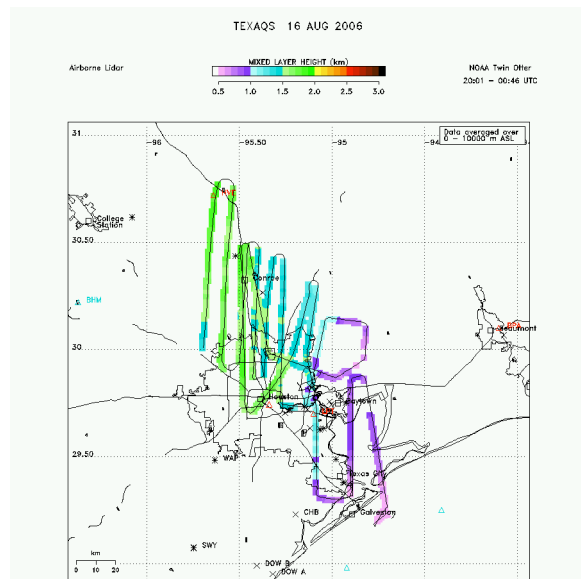 TEXAQS 16 AUG 2006
Airborne Lidar
MIXED LAYER HEIGHT (km)
NOAA Twin Otter
0.5 1.0 1.5 2.0 2.5 3.0
20:01 - 00:46 UTC
31
-96 -95.50 -95 -94
Data averaged over
0 - 10000 m ASL
College
Station
30.50
Conroe
BHM
30
Beaumont
Houston
Baytown
29.50
WAP
Texas City
CHB
Galveston
SWY
DOW B
DOW A
km
0 10 20